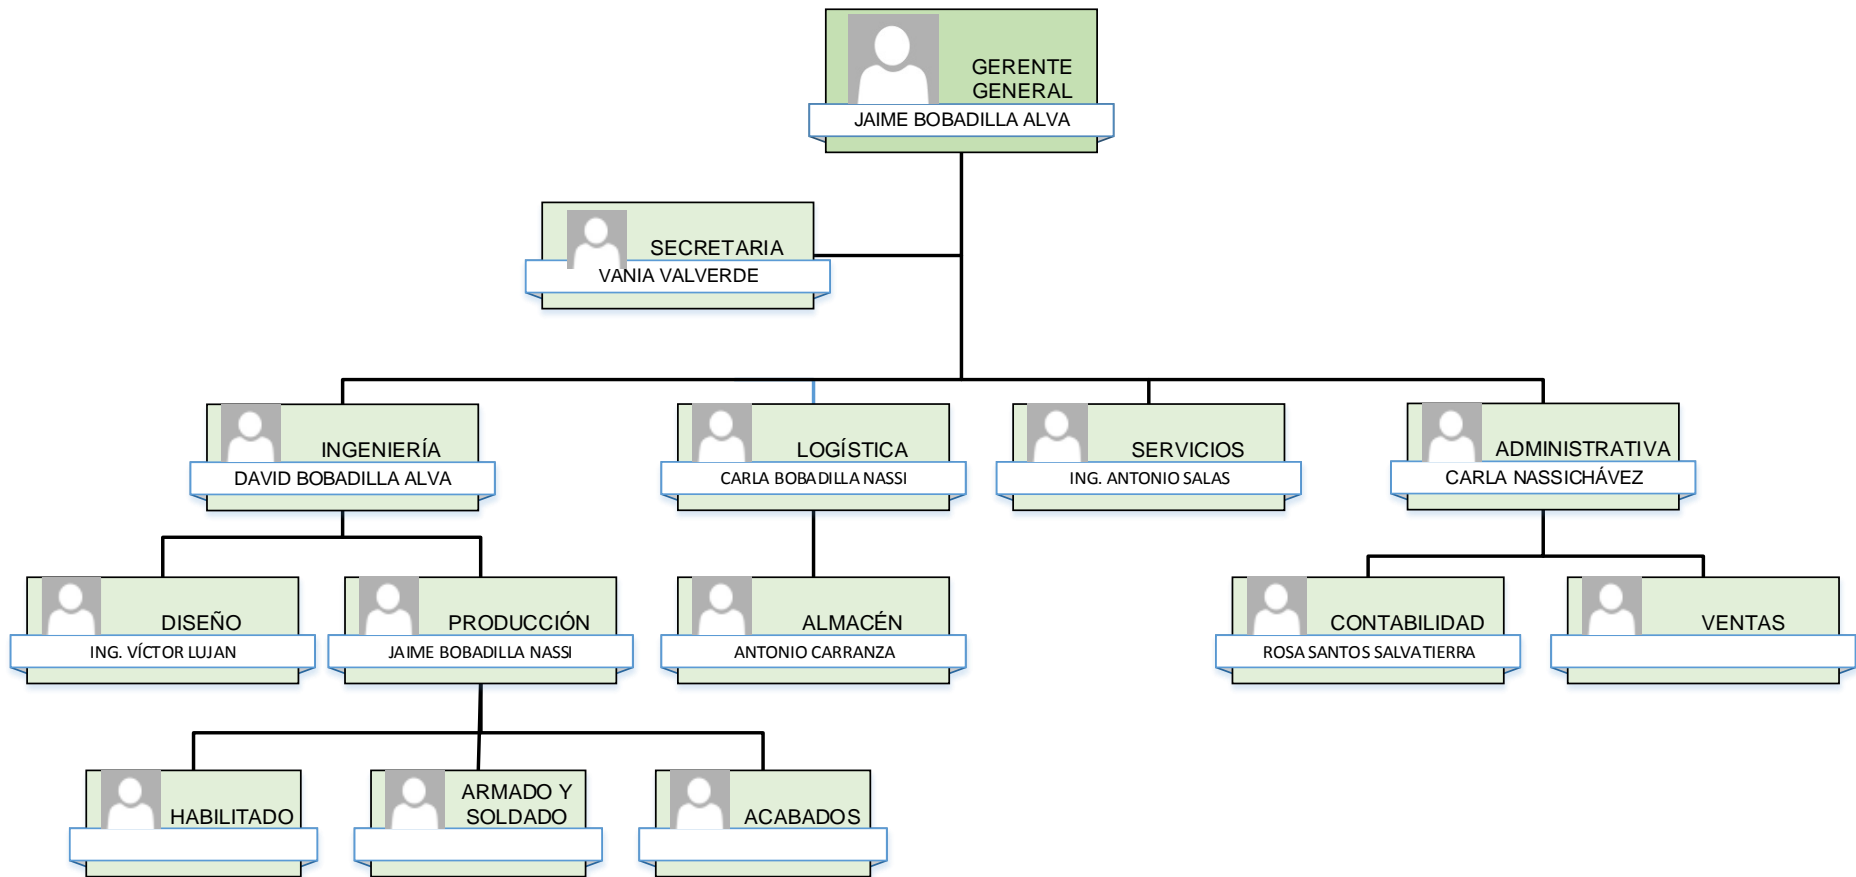 GERENTE
GENERAL
JAIME BOBADILLA ALVA
SECRETARIA
VANIA VALVERDE
INGENIERÍA
DAVID BOBADILLA ALVA
LOGÍSTICA
CARLA BOBADILLA NASSI
SERVICIOS
ING. ANTONIO SALAS
ADMINISTRATIVA
CARLA NASSICHÁVEZ
DISEÑO
ING. VÍCTOR LUJAN
PRODUCCIÓN
JAIME BOBADILLA NASSI
ALMACÉN
ANTONIO CARRANZA
CONTABILIDAD
ROSA SANTOS SALVATIERRA
VENTAS
HABILITADO
ARMADO Y
SOLDADO
ACABADOS